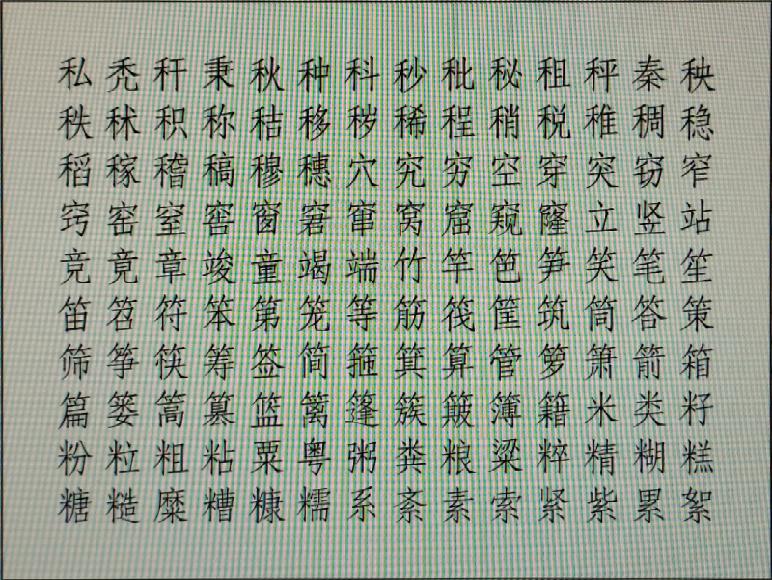 私秃秆秉秋种科秒秕秘租秤秦秧
秩秫积称秸移秽稀程稍税稚稠稳
稻稼稽稿穆穗穴究穷空穿突窃窄
窍窑窒窖窗窘窜窝窟窥窿立竖站
竞竟章竣童竭端竹竿笆笋笑笔笙
笛笤符笨第笼等筋筏筐筑筒答策
筛筝筷筹签简箍箕算管箩箫箭箱
篇篓篙篡篮篱篷簇簸簿籍米类籽
粉粒粗粘粟粤粥粪粮粱粹精糊糕
糖糙糜糟糠糯系紊素索紧紫累絮